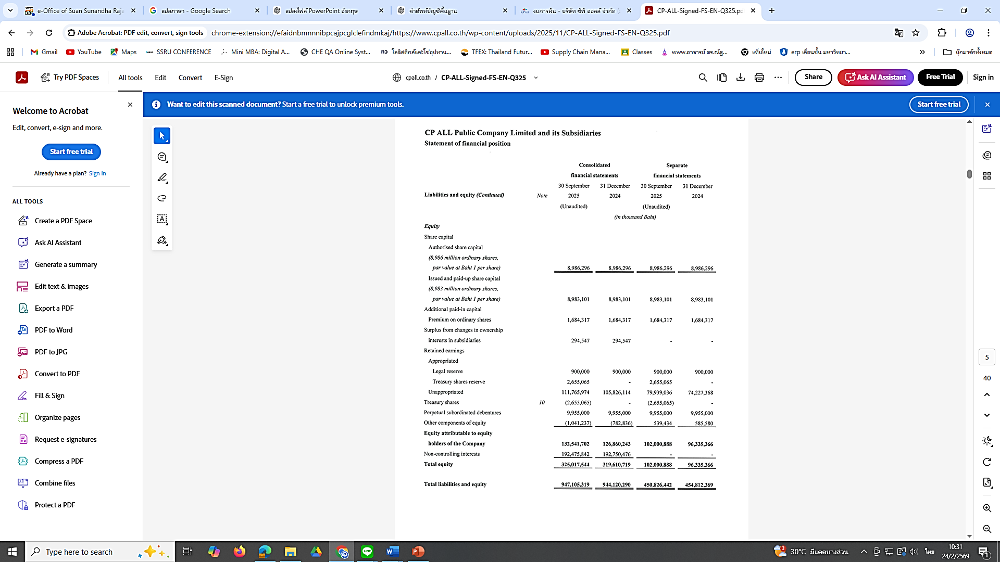 e-Office of Suan Sunandha Raja
แปลภาษา - Google Search
แปลงไฟล์ PowerPoint อังกฤษ
คำศัพท์บัญชีพื้นฐาน
งบการเงิน - บริษัท ซีพี ออลล์ จำกัด (
CP-ALL-Signed-FS-EN-Q325.pd
Adobe Acrobat: PDF edit, convert, sign tools
chrome-extension://efaidnbmnnnibpcajpcglclefindmkaj/https://www.cpall.co.th/wp-content/uploads/2025/11/CP-ALL-Signed-FS-EN-Q325.pdf
Gmail
YouTube
Maps
SSRU CONFERENCE
Mini MBA: Digital A...
CHE QA Online Syst...
โลจิสติกส์และโซ่อุปทาน...
TFEX: Thailand Futur...
Supply Chain Mana...
Classes
www.อาจารย์ ดร.ณัฐ...
แท็บใหม่
erp เลื่อนขั้น มหาวิทยา...
บุ๊กมาร์กทั้งหมด
Try PDF Spaces
All tools
Edit
Convert
E-Sign
cpall.co.th / CP-ALL-Signed-FS-EN-Q325
Share
Ask AI Assistant
Free Trial
Sign in
Want to edit this scanned document? Start a free trial to unlock premium tools.
Start free trial
Welcome to Acrobat
Edit, convert, e-sign and more.
Start free trial
Already have a plan? Sign in
ALL TOOLS
Create a PDF Space
Ask AI Assistant
Generate a summary
Edit text & images
Export a PDF
PDF to Word
PDF to JPG
Convert to PDF
Fill & Sign
Organize pages
Request e-signatures
Compress a PDF
Combine files
Protect a PDF
CP ALL Public Company Limited and its Subsidiaries
Statement of financial position
Consolidated Separate
financial statements financial statements
30 September 31 December 30 September 31 December
Liabilities and equity (Continued) Note 2025 2024 2025 2024
(Unaudited) (Unaudited)
(in thousand Baht)
Equity
Share capital
Authorised share capital
(8,986 million ordinary shares,
par value at Baht 1 per share) 8,986,296 8,986,296 8,986,296 8,986,296
Issued and paid-up share capital
(8,983 million ordinary shares,
par value at Baht 1 per share) 8,983,101 8,983,101 8,983,101 8,983,101
Additional paid-in capital
Premium on ordinary shares 1,684,317 1,684,317 1,684,317 1,684,317
Surplus from changes in ownership
interests in subsidiaries 294,547 294,547 - -
Retained earnings
Appropriated
Legal reserve 900,000 900,000 900,000 900,000
Treasury shares reserve 2,655,065 - 2,655,065 -
Unappropriated 111,765,974 105,826,114 79,939,036 74,227,368
Treasury shares 10 (2,655,065) - (2,655,065) -
Perpetual subordinated debentures 9,955,000 9,955,000 9,955,000 9,955,000
Other components of equity (1,041,237) (782,836) 539,434 585,580
Equity attributable to equity
holders of the Company 132,541,702 126,860,243 102,000,888 96,335,366
Non-controlling interests 192,475,842 192,750,476 - -
Total equity 325,017,544 319,610,719 102,000,888 96,335,366
Total liabilities and equity 947,105,319 944,120,290 450,826,442 454,812,369
5
40
Type here to search
30°C มีแดดบางส่วน
ไทย
10:31
24/2/2569